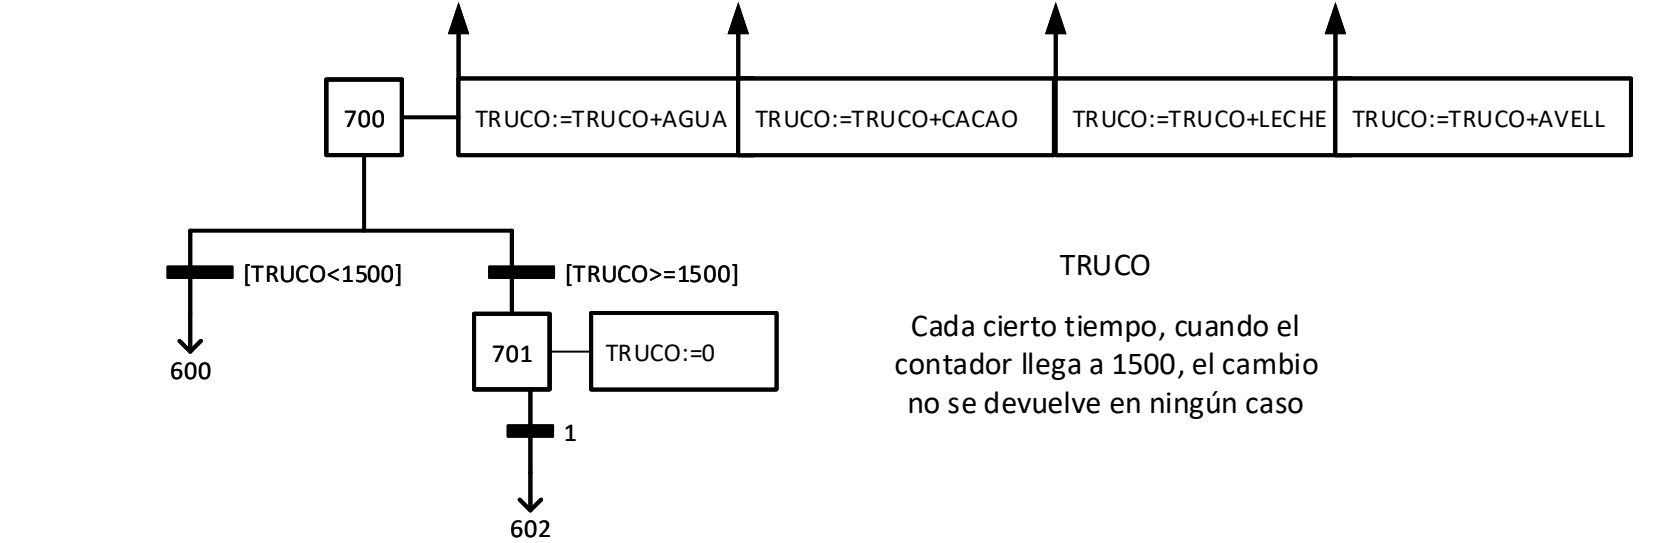 700
TRUCO:=TRUCO+AGUA
TRUCO:=TRUCO+CACAO
TRUCO:=TRUCO+LECHE
TRUCO:=TRUCO+AVELL
[TRUCO<1500]
[TRUCO>=1500]
600
701
TRUCO:=0
1
602
TRUCO
Cada cierto tiempo, cuando el
contador llega a 1500, el cambio
no se devuelve en ningún caso